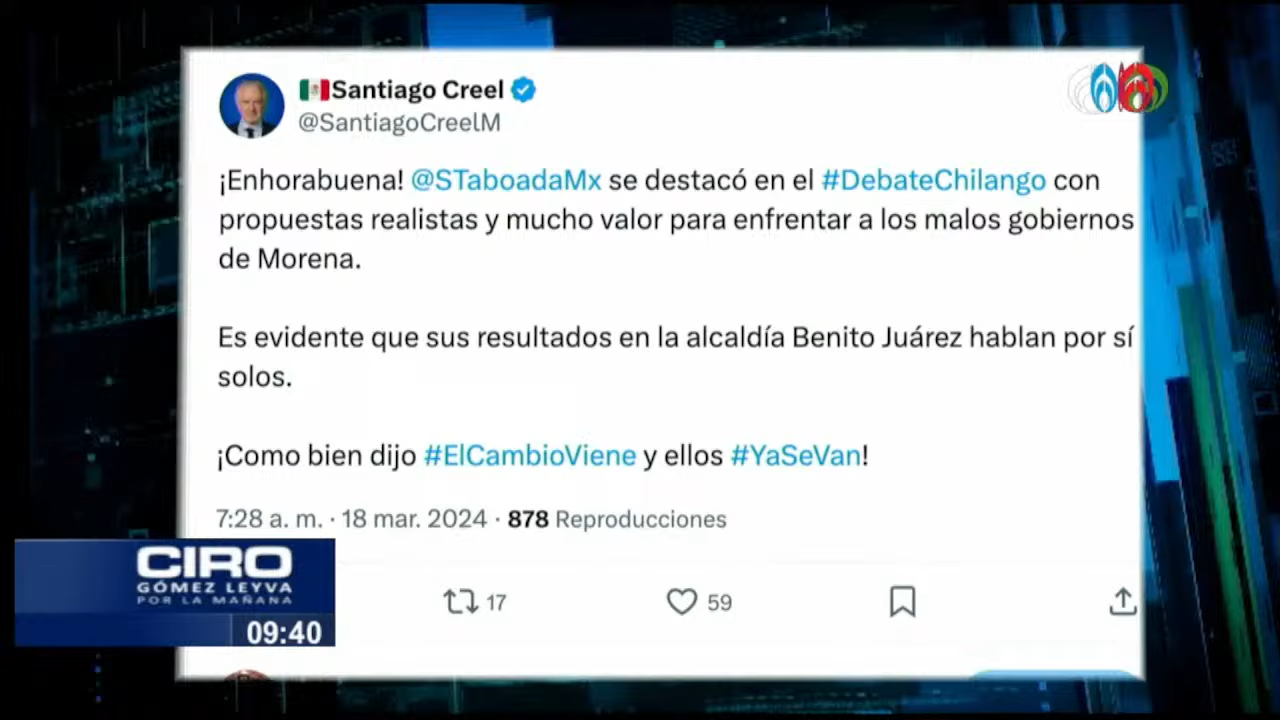 Santiago Creel
@SantiagoCreelM
¡Enhorabuena! @STaboadaMx se destacó en el #DebateChilango con
propuestas realistas y mucho valor para enfrentar a los malos gobiernos
de Morena.
Es evidente que sus resultados en la alcaldía Benito Juárez hablan por sí
solos.
¡Como bien dijo #ElCambioViene y ellos #YaSeVan!
7:28 a. m. · 18 mar. 2024 · 878 Reproducciones
17
59
CIRO
GÓMEZ LEYVA
POR LA MAÑANA
09:40